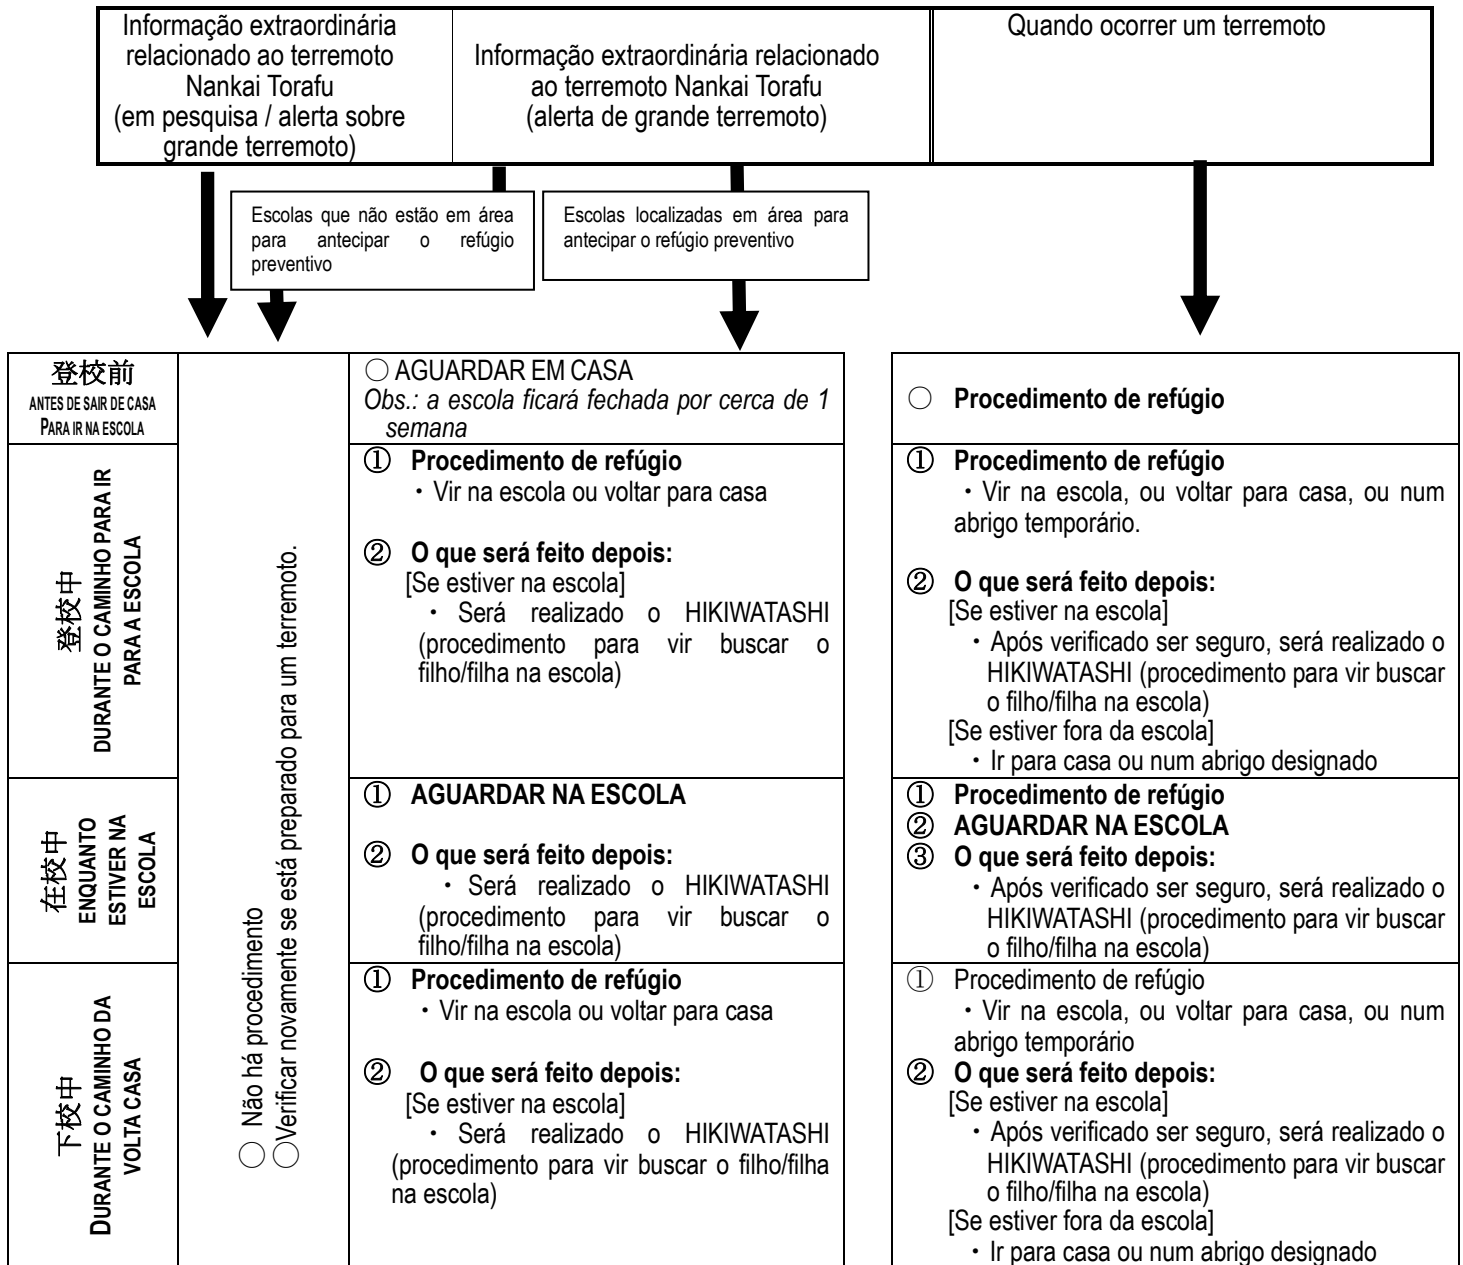 Informação extraordinária
relacionado ao terremoto
Nankai Torafu
(em pesquisa / alerta sobre
grande terremoto)
Informação extraordinária relacionado
ao terremoto Nankai Torafu
(alerta de grande terremoto)
Quando ocorrer um terremoto
Escolas que não estão em área
para antecipar o refúgio
preventivo
Escolas localizadas em área para
antecipar o refúgio preventivo
登校前
ANTES DE SAIR DE CASA
PARA IR NA ESCOLA
○ Não há procedimento
○Verificar novamente se está preparado para um terremoto.
○ AGUARDAR EM CASA
Obs.: a escola ficará fechada por cerca de 1
semana
○ Procedimento de refúgio
登校中
DURANTE O CAMINHO PARA IR
PARA A ESCOLA
① Procedimento de refúgio
・Vir na escola ou voltar para casa
② O que será feito depois:
[Se estiver na escola]
・Será realizado o HIKIWATASHI
(procedimento para vir buscar o
filho/filha na escola)
① Procedimento de refúgio
・Vir na escola, ou voltar para casa, ou num
abrigo temporário.
② O que será feito depois:
[Se estiver na escola]
・Após verificado ser seguro, será realizado o
HIKIWATASHI (procedimento para vir buscar
o filho/filha na escola)
[Se estiver fora da escola]
・Ir para casa ou num abrigo designado
在校中
ENQUANTO
ESTIVER NA
ESCOLA
① AGUARDAR NA ESCOLA
② O que será feito depois:
・Será realizado o HIKIWATASHI
(procedimento para vir buscar o
filho/filha na escola)
① Procedimento de refúgio
② AGUARDAR NA ESCOLA
③ O que será feito depois:
・Após verificado ser seguro, será realizado o
HIKIWATASHI (procedimento para vir buscar
o filho/filha na escola)
下校中
DURANTE O CAMINHO DA
VOLTA CASA
① Procedimento de refúgio
・Vir na escola ou voltar para casa
② O que será feito depois:
[Se estiver na escola]
・Será realizado o HIKIWATASHI
(procedimento para vir buscar o filho/filha
na escola)
① Procedimento de refúgio
・Vir na escola, ou voltar para casa, ou num
abrigo temporário
② O que será feito depois:
[Se estiver na escola]
・Após verificado ser seguro, será realizado o
HIKIWATASHI (procedimento para vir buscar
o filho/filha na escola)
[Se estiver fora da escola]
・Ir para casa ou num abrigo designado